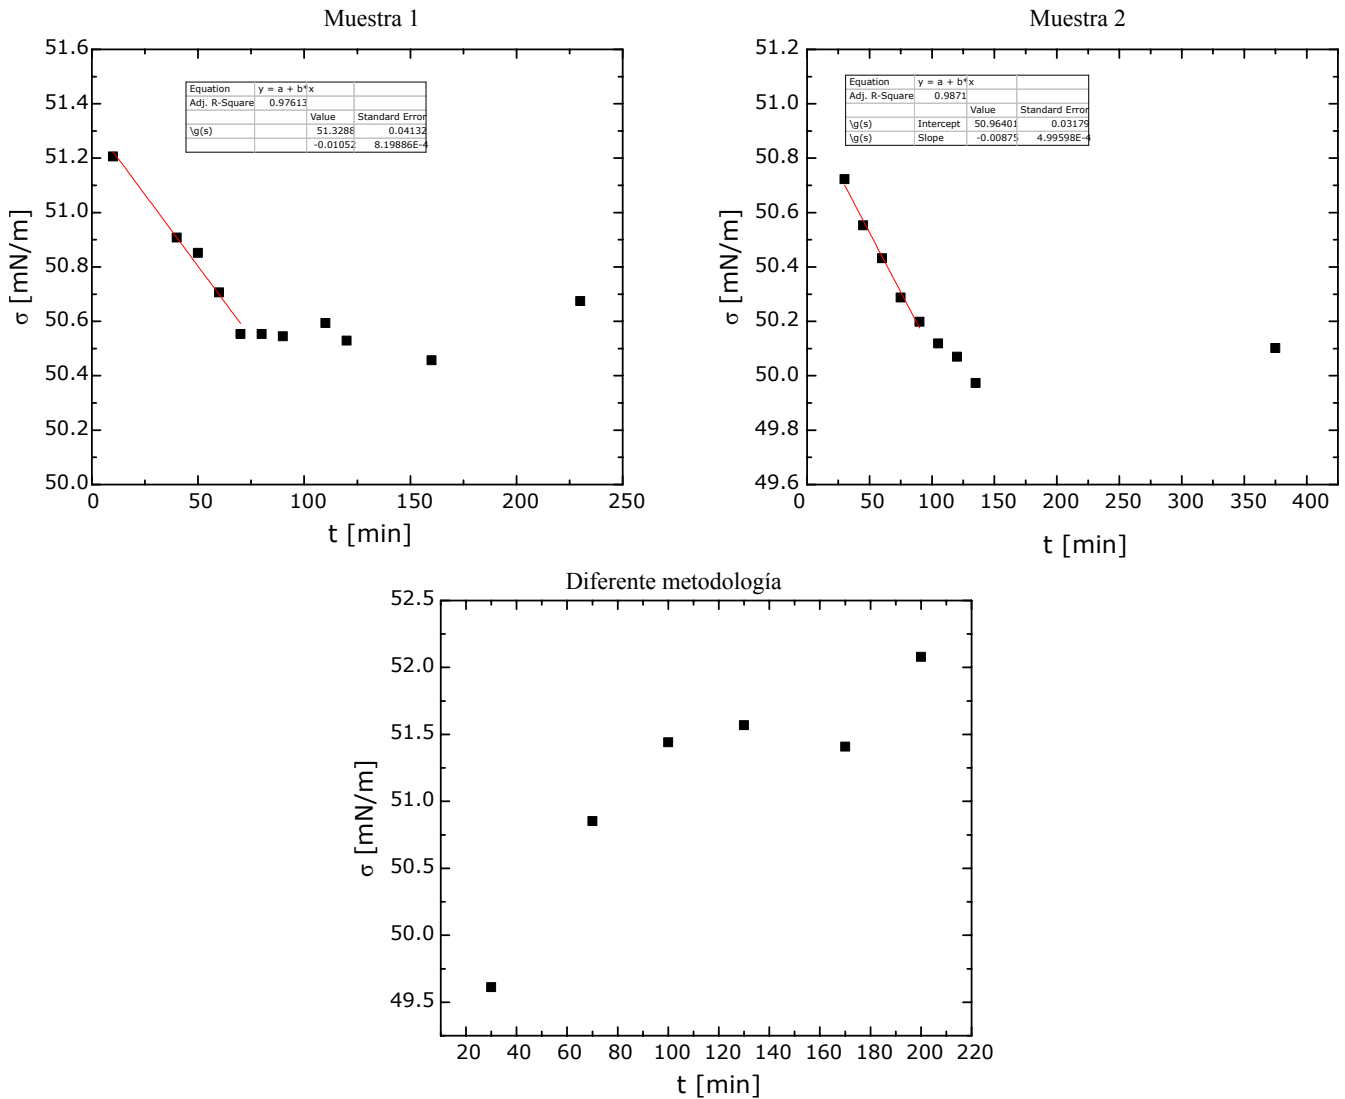 Muestra 1
51.6
51.4
51.2
51.0
50.8
50.6
50.4
50.2
50.0
σ [mN/m]
Equation y = a + b*x
Adj. R-Square 0.97613
Value Standard Error
\g(s) 51.3288 0.04132
-0.01052 8.19886E-4
0 50 100 150 200 250
t [min]
Muestra 2
51.2
51.0
50.8
50.6
50.4
50.2
50.0
49.8
49.6
σ [mN/m]
Equation y = a + b*x
Adj. R-Square 0.9871
Value Standard Error
\g(s) Intercept 50.96401 0.03179
\g(s) Slope -0.00875 4.99598E-4
0 50 100 150 200 250 300 350 400
t [min]
Diferente metodología
52.5
52.0
51.5
51.0
50.5
50.0
49.5
σ [mN/m]
20 40 60 80 100 120 140 160 180 200 220
t [min]